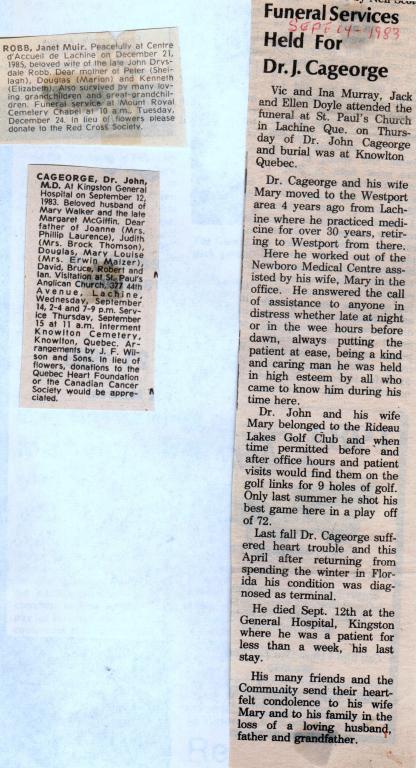 ROBB, Janet Muir. Peacefully at Centre
d'Accueil de Lachine on December 21,
1985, beloved wife of the late John Drys-
dale Robb. Dear mother of Peter (Shei-
lagh), Douglas (Marion) and Kenneth
(Elizabeth). Also survived by many lov-
ing grandchildren and great-grandchil-
dren. Funeral service at Mount Royal
Cemetery Chapel at 10 a.m. Tuesday,
December 24. In lieu of flowers please
donate to the Red Cross Society.

CAGEORGE, Dr. John,
M.D. At Kingston General
Hospital on September 12,
1983. Beloved husband of
Mary Walker and the late
Margaret McGiffin. Dear
father of Joanne (Mrs.
Phillip Laurence), Judith
(Mrs. Brock Thomson),
Douglas, Mary Louise
(Mrs. Erwin Malzer),
David, Bruce, Robert and
Ian. Visitation at St. Paul's
Anglican Church, 377 44th
Avenue, Lachine,
Wednesday, September
14, 2-4 and 7-9 p.m. Serv-
ice Thursday, September
15 at 11 a.m. Interment
Knowlton Cemetery,
Knowlton, Quebec. Ar-
rangements by J. F. Wil-
son and Sons. In lieu of
flowers, donations to the
Quebec Heart Foundation
or the Canadian Cancer
Society would be appre-
ciated.

Funeral Services
SEPT 14-1983
Held For
Dr. J. Cageorge
Vic and Ina Murray, Jack
and Ellen Doyle attended the
funeral at St. Paul's Church
in Lachine Que. on Thurs-
day of Dr. John Cageorge
and burial was at Knowlton
Quebec.
Dr. Cageorge and his wife
Mary moved to the Westport
area 4 years ago from Lach-
ine where he practiced medi-
cine for over 30 years, retir-
ing to Westport from there.
Here he worked out of the
Newboro Medical Centre ass-
isted by his wife, Mary in the
office. He answered the call
of assistance to anyone in
distress whether late at night
or in the wee hours before
dawn, always putting the
patient at ease, being a kind
and caring man he was held
in high esteem by all who
came to know him during his
time here.
Dr. John and his wife
Mary belonged to the Rideau
Lakes Golf Club and when
time permitted before and
after office hours and patient
visits would find them on the
golf links for 9 holes of golf.
Only last summer he shot his
best game here in a play off
of 72.
Last fall Dr. Cageorge suff-
ered heart trouble and this
April after returning from
spending the winter in Flor-
ida his condition was diag-
nosed as terminal.
He died Sept. 12th at the
General Hospital, Kingston
where he was a patient for
less than a week, his last
stay.
His many friends and the
Community send their heart-
felt condolence to his wife
Mary and to his family in the
loss of a loving husband,
father and grandfather.